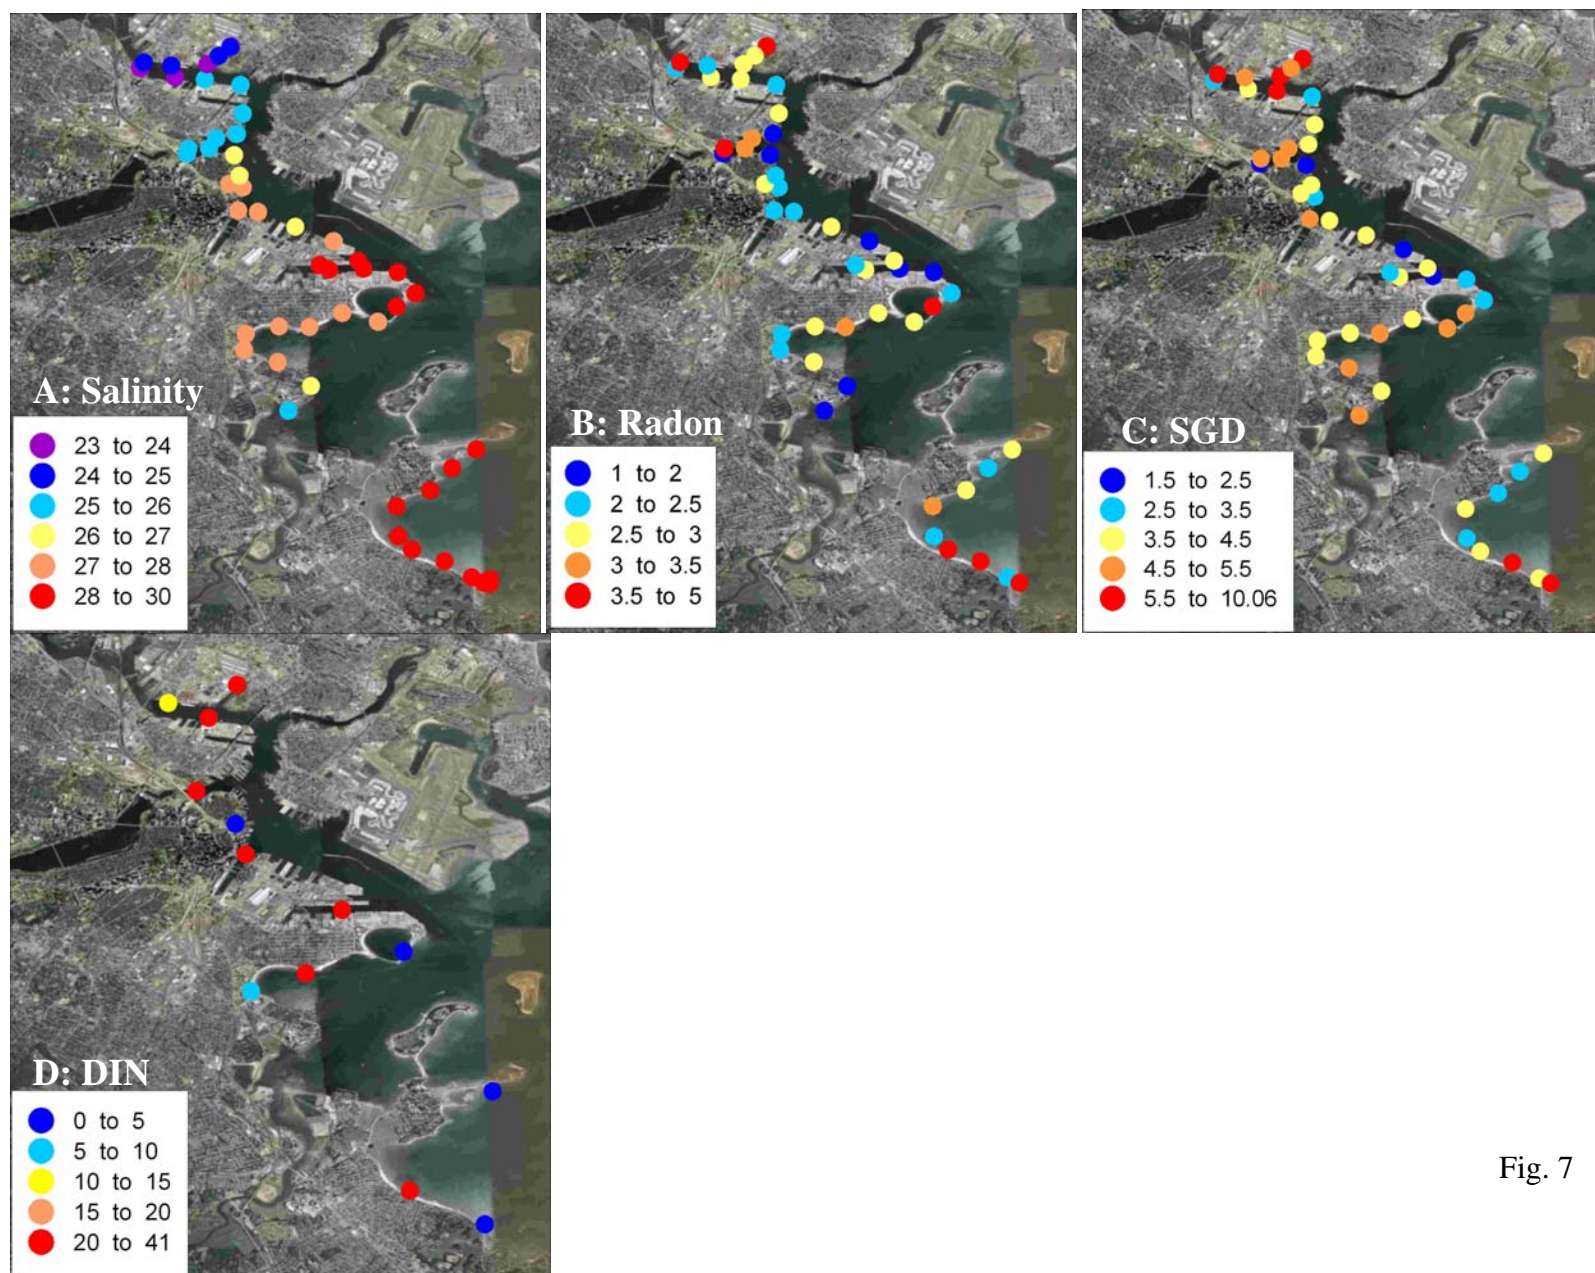 A: Salinity
23 to 24
24 to 25
25 to 26
26 to 27
27 to 28
28 to 30
B: Radon
1 to 2
2 to 2.5
2.5 to 3
3 to 3.5
3.5 to 5
C: SGD
1.5 to 2.5
2.5 to 3.5
3.5 to 4.5
4.5 to 5.5
5.5 to 10.06
D: DIN
0 to 5
5 to 10
10 to 15
15 to 20
20 to 41
Fig. 7